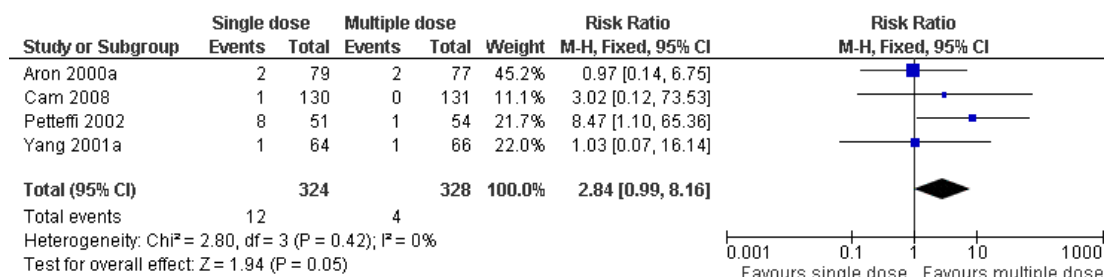 Single dose Multiple dose Risk Ratio Risk Ratio
Study or Subgroup Events Total Events Total Weight M-H, Fixed, 95% CI M-H, Fixed, 95% CI
Aron 2000a 2 79 2 77 45.2% 0.97 [0.14, 6.75]
Cam 2008 1 130 0 131 11.1% 3.02 [0.12, 73.53]
Petteffi 2002 8 51 1 54 21.7% 8.47 [1.10, 65.36]
Yang 2001a 1 64 1 66 22.0% 1.03 [0.07, 16.14]
Total (95% CI) 324 328 100.0% 2.84 [0.99, 8.16]
Total events 12 4
Heterogeneity: Chi² = 2.80, df = 3 (P = 0.42); I² = 0%
Test for overall effect: Z = 1.94 (P = 0.05)
0.001 0.1 1 10 1000
Favours single dose Favours multiple dose